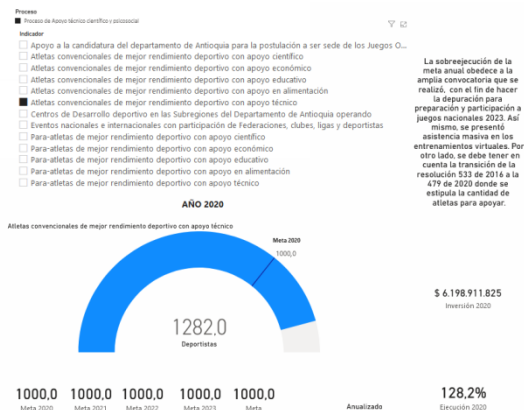 Proceso
Proceso de Apoyo técnico científico y psicosocial
Indicador
Apoyo a la candidatura del departamento de Antioquia para la postulación a ser sede de los Juegos O...
Atletas convencionales de mejor rendimiento deportivo con apoyo científico
Atletas convencionales de mejor rendimiento deportivo con apoyo económico
Atletas convencionales de mejor rendimiento deportivo con apoyo educativo
Atletas convencionales de mejor rendimiento deportivo con apoyo en alimentación
Atletas convencionales de mejor rendimiento deportivo con apoyo técnico
Centros de Desarrollo deportivo en las Subregiones del Departamento de Antioquia operando
Eventos nacionales e internacionales con participación de Federaciones, clubes, ligas y deportistas
Para-atletas de mejor rendimiento deportivo con apoyo científico
Para-atletas de mejor rendimiento deportivo con apoyo económico
Para-atletas de mejor rendimiento deportivo con apoyo educativo
Para-atletas de mejor rendimiento deportivo con apoyo en alimentación
Para-atletas de mejor rendimiento deportivo con apoyo técnico
La sobreejecución de la
meta anual obedece a la
amplia convocatoria que se
realizó, con el fin de hacer
la depuración para
preparación y participación a
juegos nacionales 2023. Así
mismo, se presentó
asistencia masiva en los
entrenamientos virtuales. Por
otro lado, se debe tener en
cuenta la transición de la
resolución 533 de 2016 a la
479 de 2020 donde se
estipula la cantidad de
atletas para apoyar.
AÑO 2020
Atletas convencionales de mejor rendimiento deportivo con apoyo técnico
Meta 2020
1000,0
1282,0
Deportistas
$ 6.198.911.825
Inversión 2020
1000,0 1000,0 1000,0 1000,0 1000,0
Meta 2020 Meta 2021 Meta 2022 Meta 2023 Meta
Anualizado
128,2%
Ejecución 2020